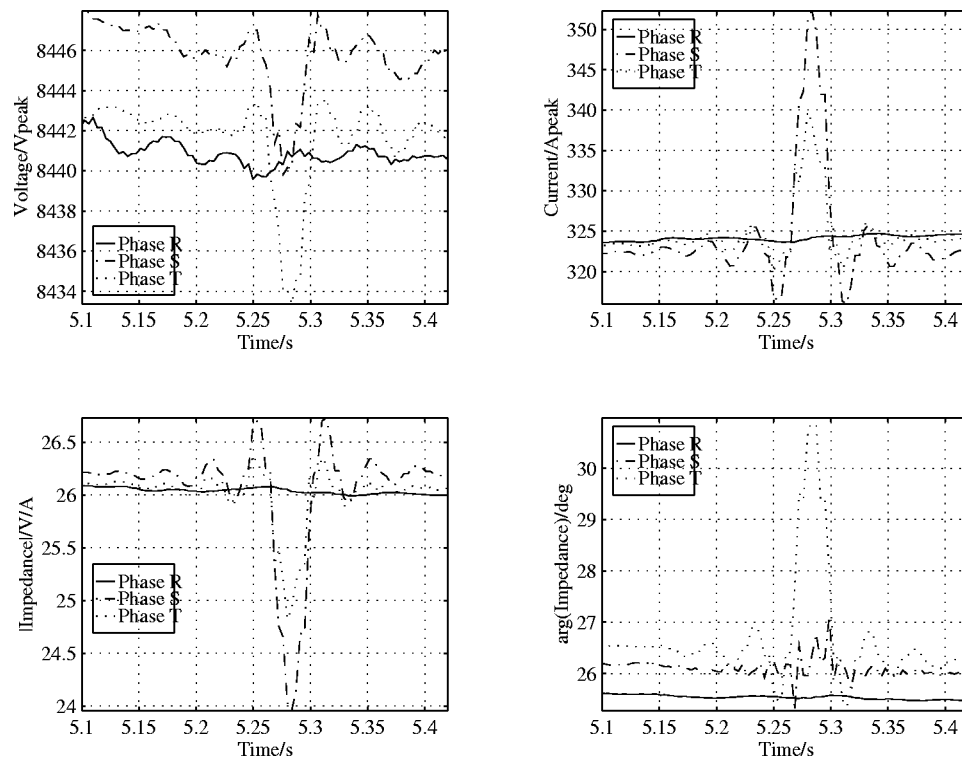 Voltage/Vpeak
8446
8444
8442
8440
8438
8436
8434
Phase R
Phase S
Phase T
5.1
5.15
5.2
5.25
5.3
5.35
5.4
Time/s
Current/Apeak
350
345
340
335
330
325
320
Phase R
Phase S
Phase T
5.1
5.15
5.2
5.25
5.3
5.35
5.4
Time/s
|Impedance|/V/A
26.5
26
25.5
25
24.5
24
Phase R
Phase S
Phase T
5.1
5.15
5.2
5.25
5.3
5.35
5.4
Time/s
arg(Impedance)/deg
30
29
28
27
26
Phase R
Phase S
Phase T
5.1
5.15
5.2
5.25
5.3
5.35
5.4
Time/s